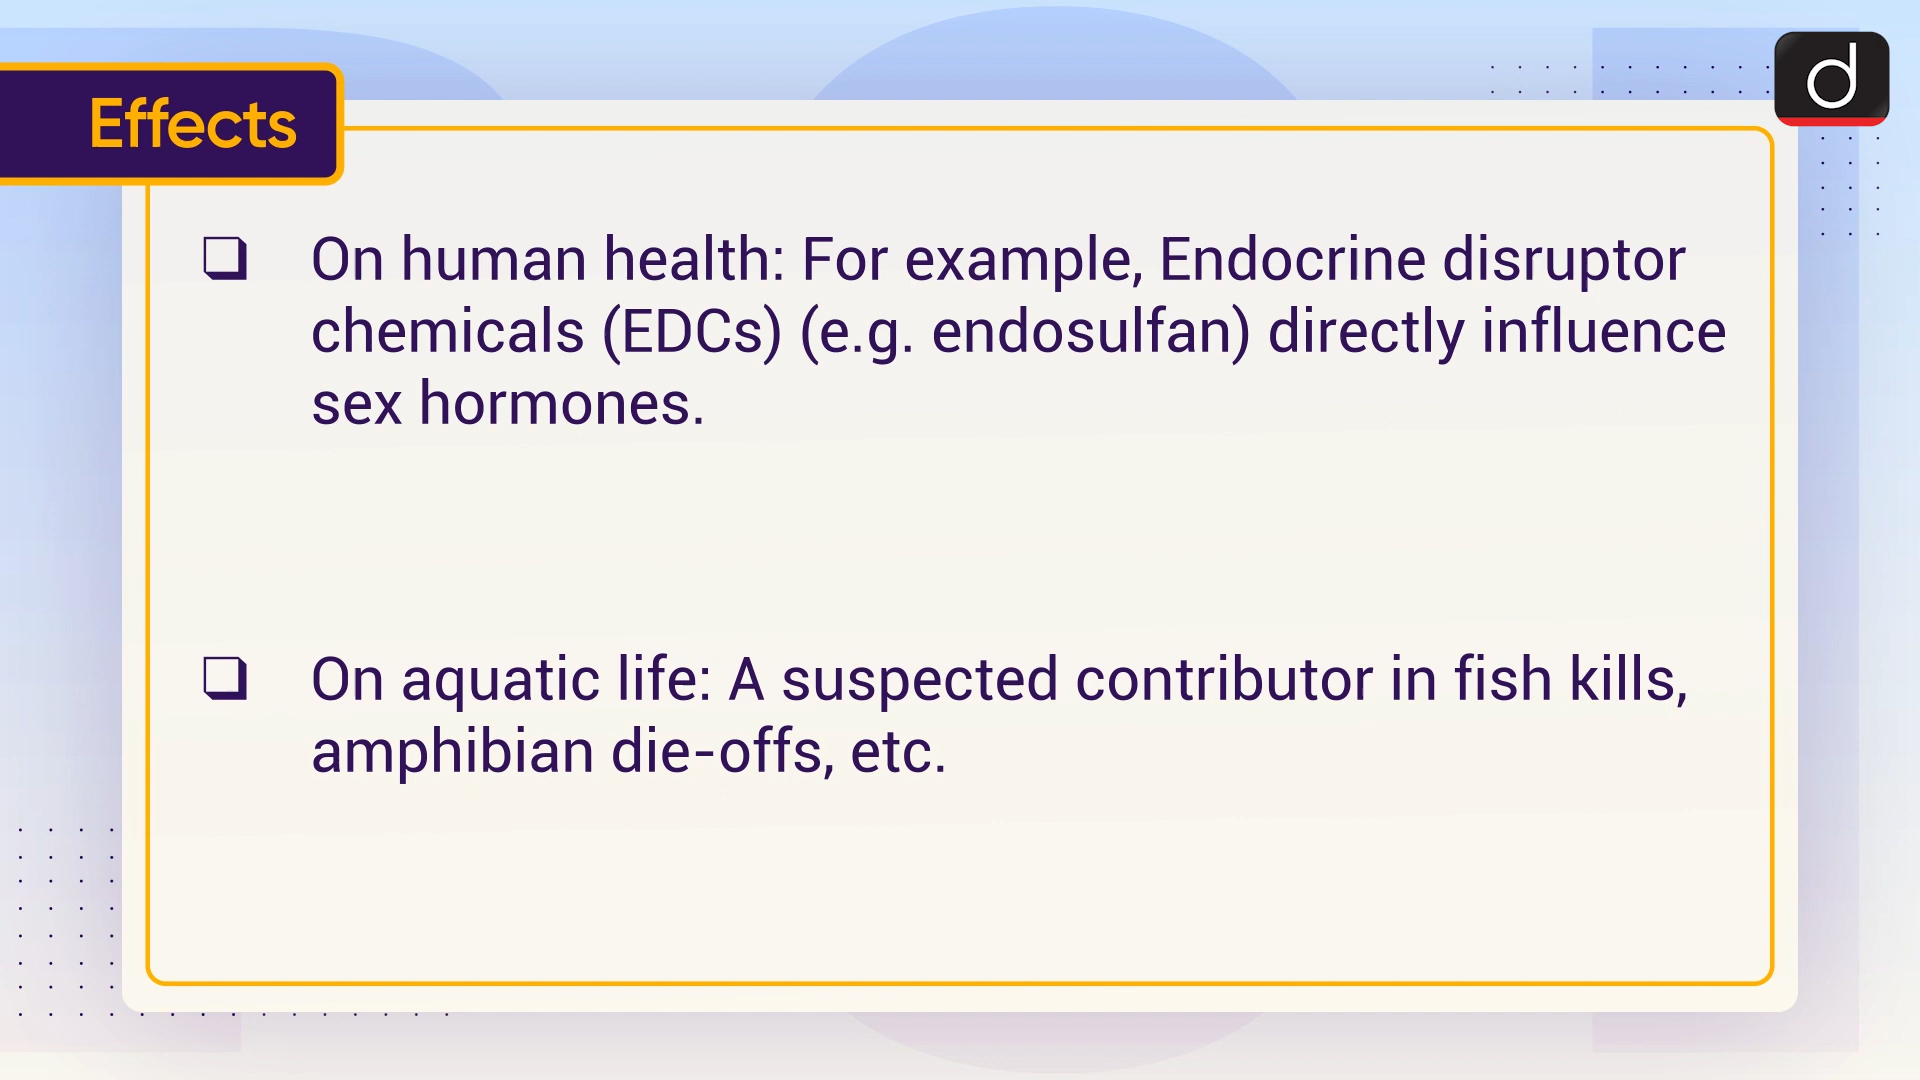 Effects
d
❑ On human health: For example, Endocrine disruptor
chemicals (EDCs) (e.g. endosulfan) directly influence
sex hormones.
❑ On aquatic life: A suspected contributor in fish kills,
amphibian die-offs, etc.